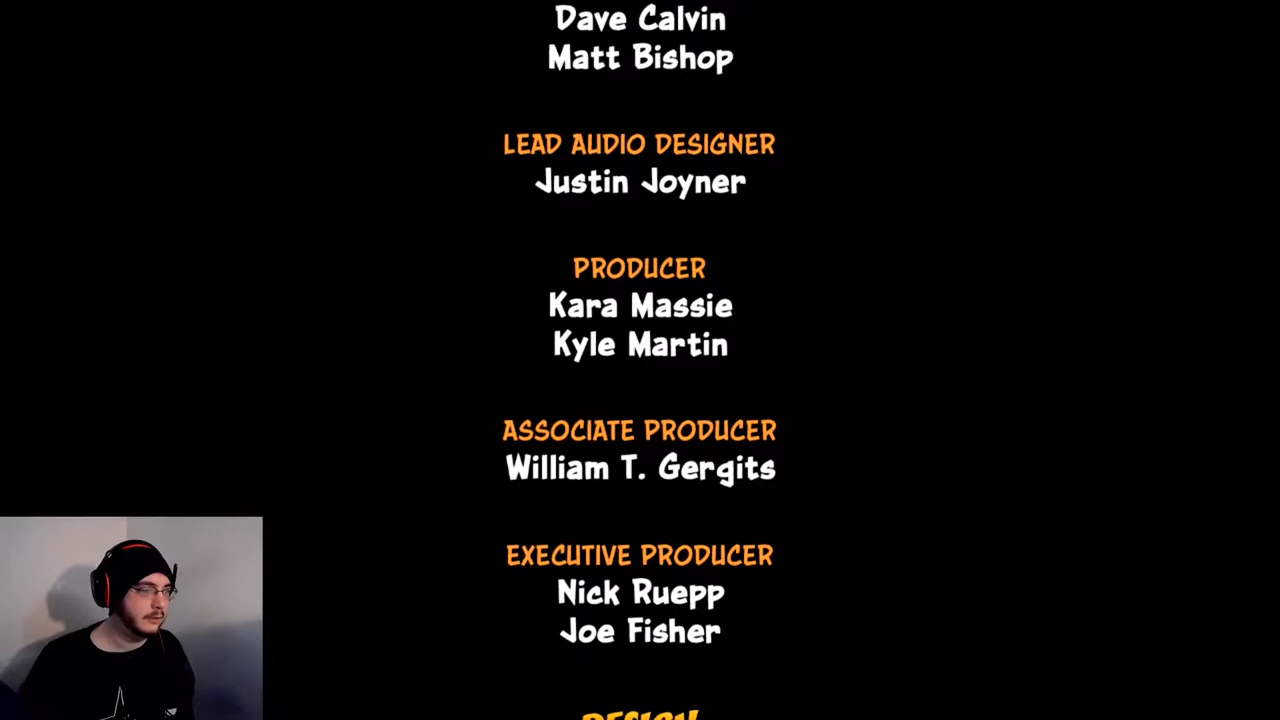 Dave Calvin
Matt Bishop
LEAD AUDIO DESIGNER
Justin Joyner
PRODUCER
Kara Massie
Kyle Martin
ASSOCIATE PRODUCER
William T. Gergits
EXECUTIVE PRODUCER
Nick Ruepp
Joe Fisher
DESIGN